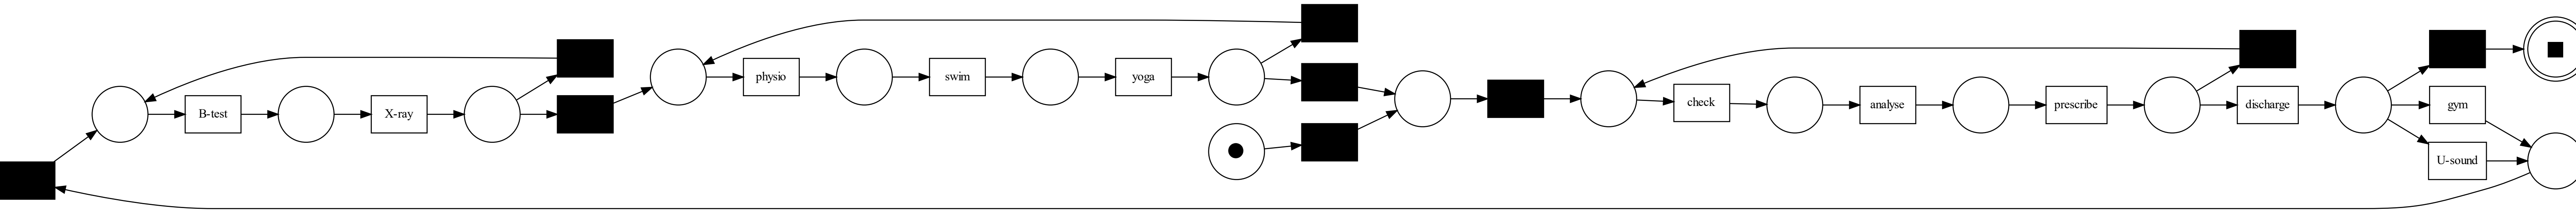 B-test
X-ray
physio
swim
yoga
check
analyse
prescribe
discharge
gym
U-sound